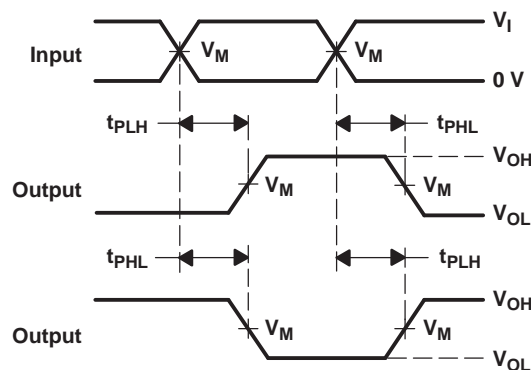 V_I
Input V_M V_M
0 V
t_PLH t_PHL
V_OH
Output V_M V_M
V_OL
t_PHL t_PLH
V_OH
Output V_M V_M
V_OL